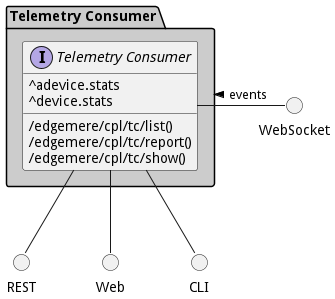 Telemetry Consumer
I Telemetry Consumer
^adevice.stats
^device.stats
/edgemere/cpl/tc/list()
/edgemere/cpl/tc/report()
/edgemere/cpl/tc/show()
events
WebSocket
REST
Web
CLI